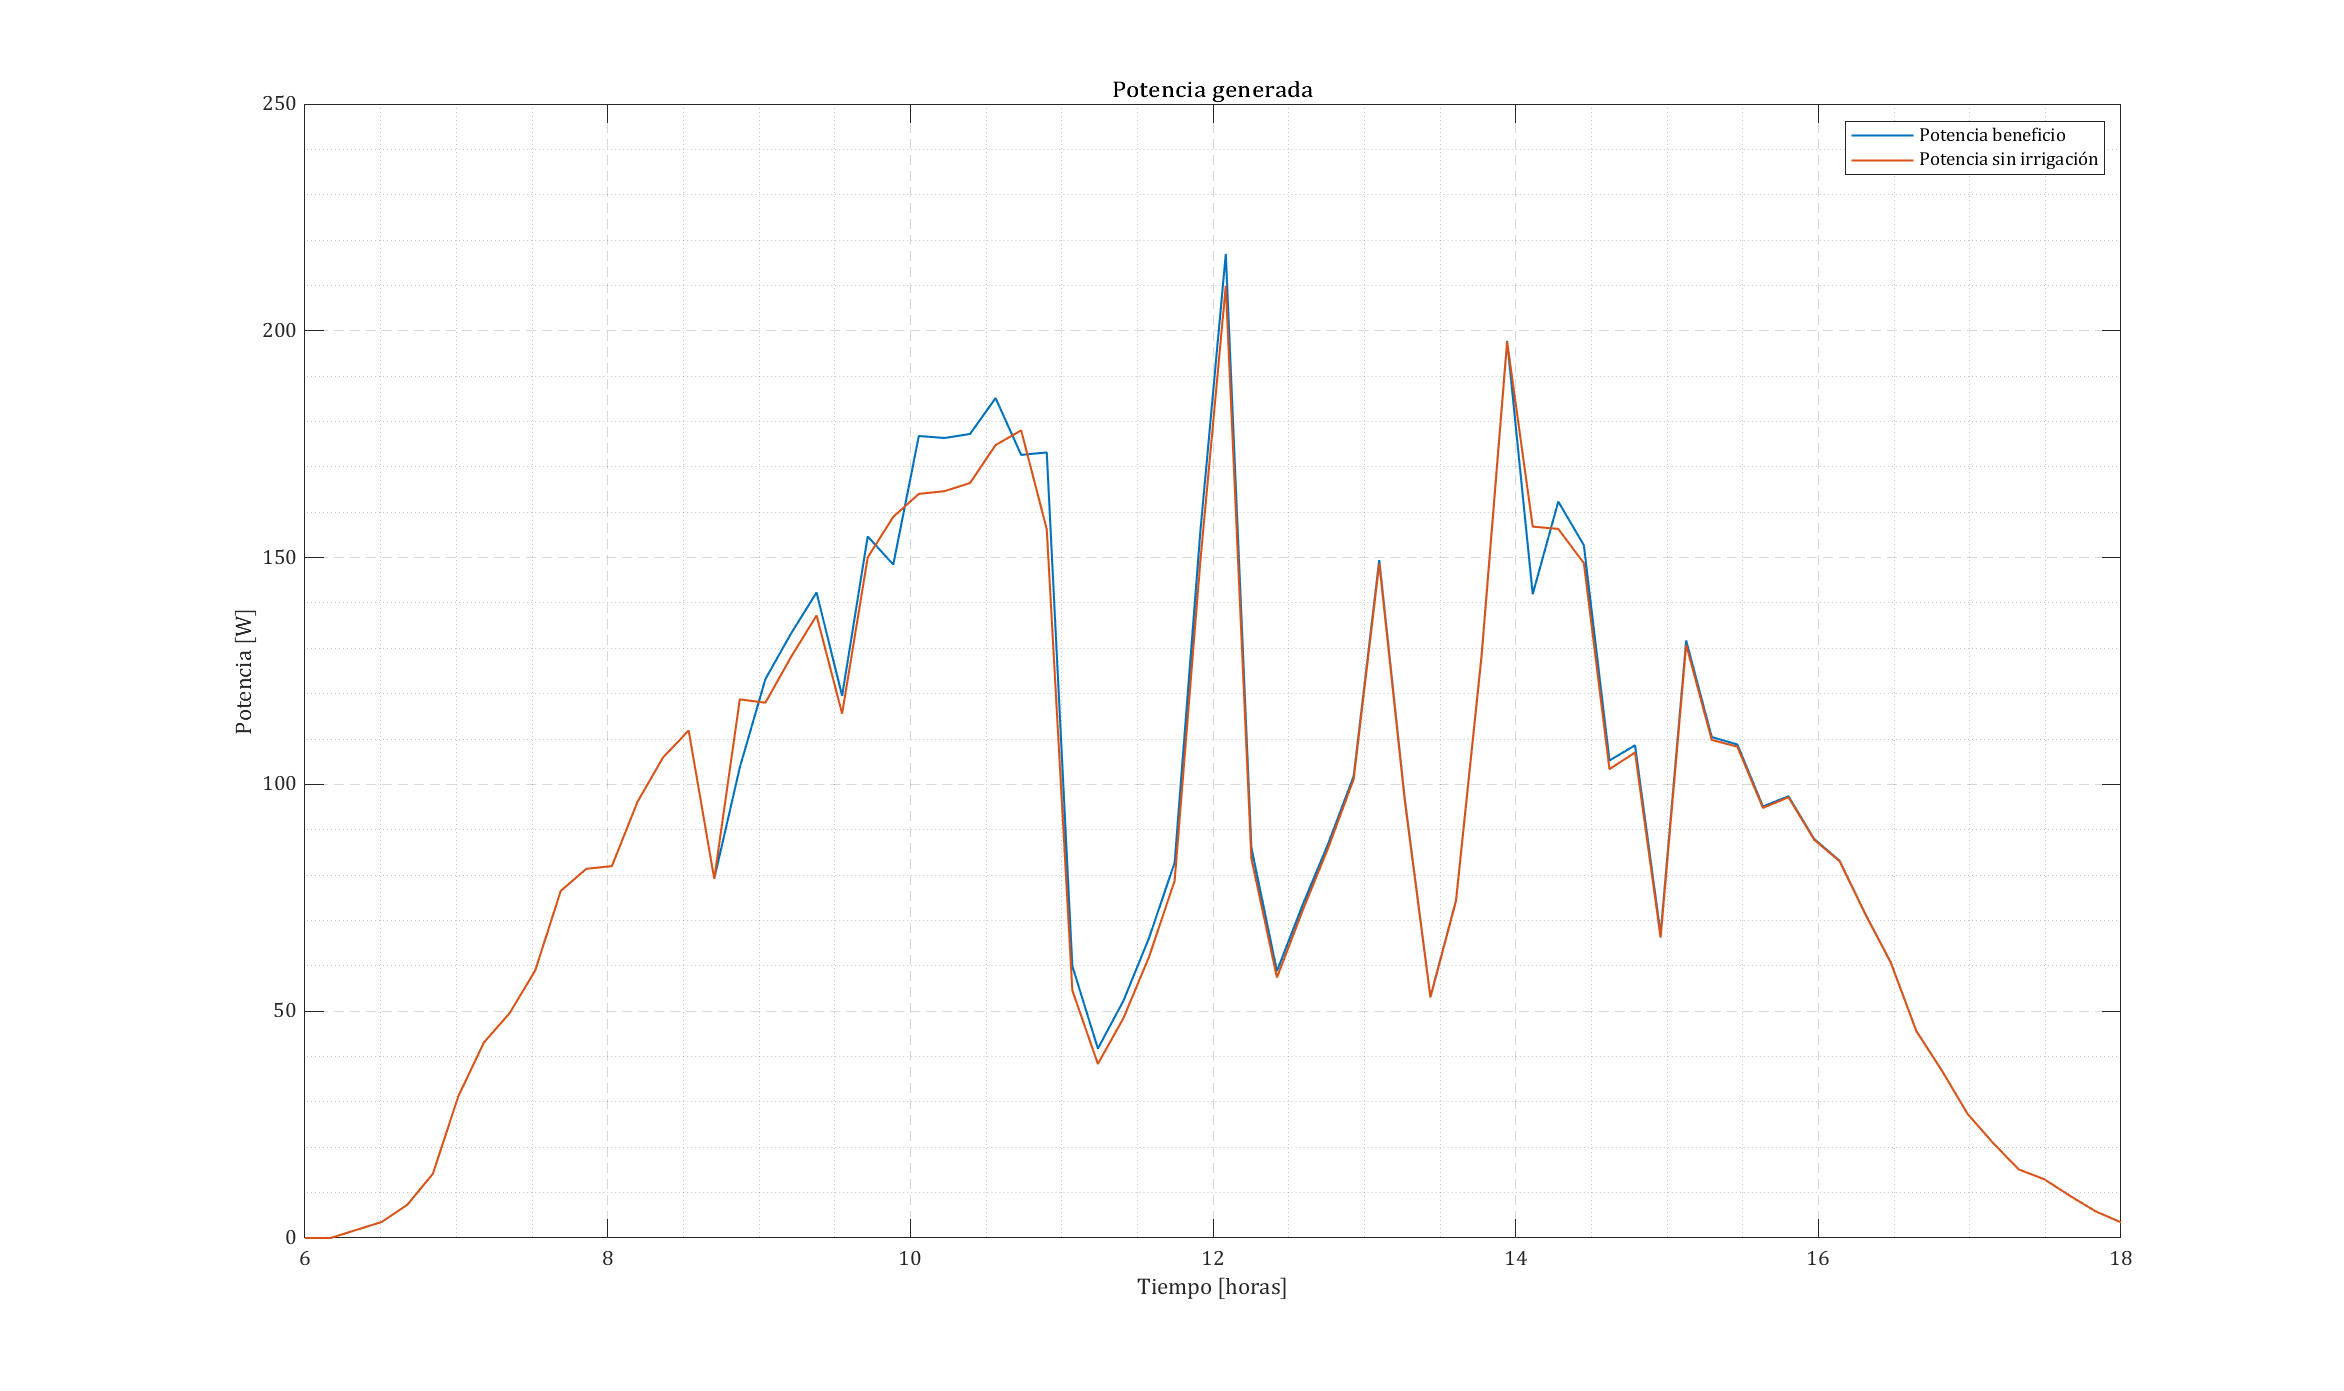 Potencia generada
250
200
150
100
50
0
Potencia [W]
Potencia beneficio
Potencia sin irrigación
6 8 10 12 14 16 18
Tiempo [horas]